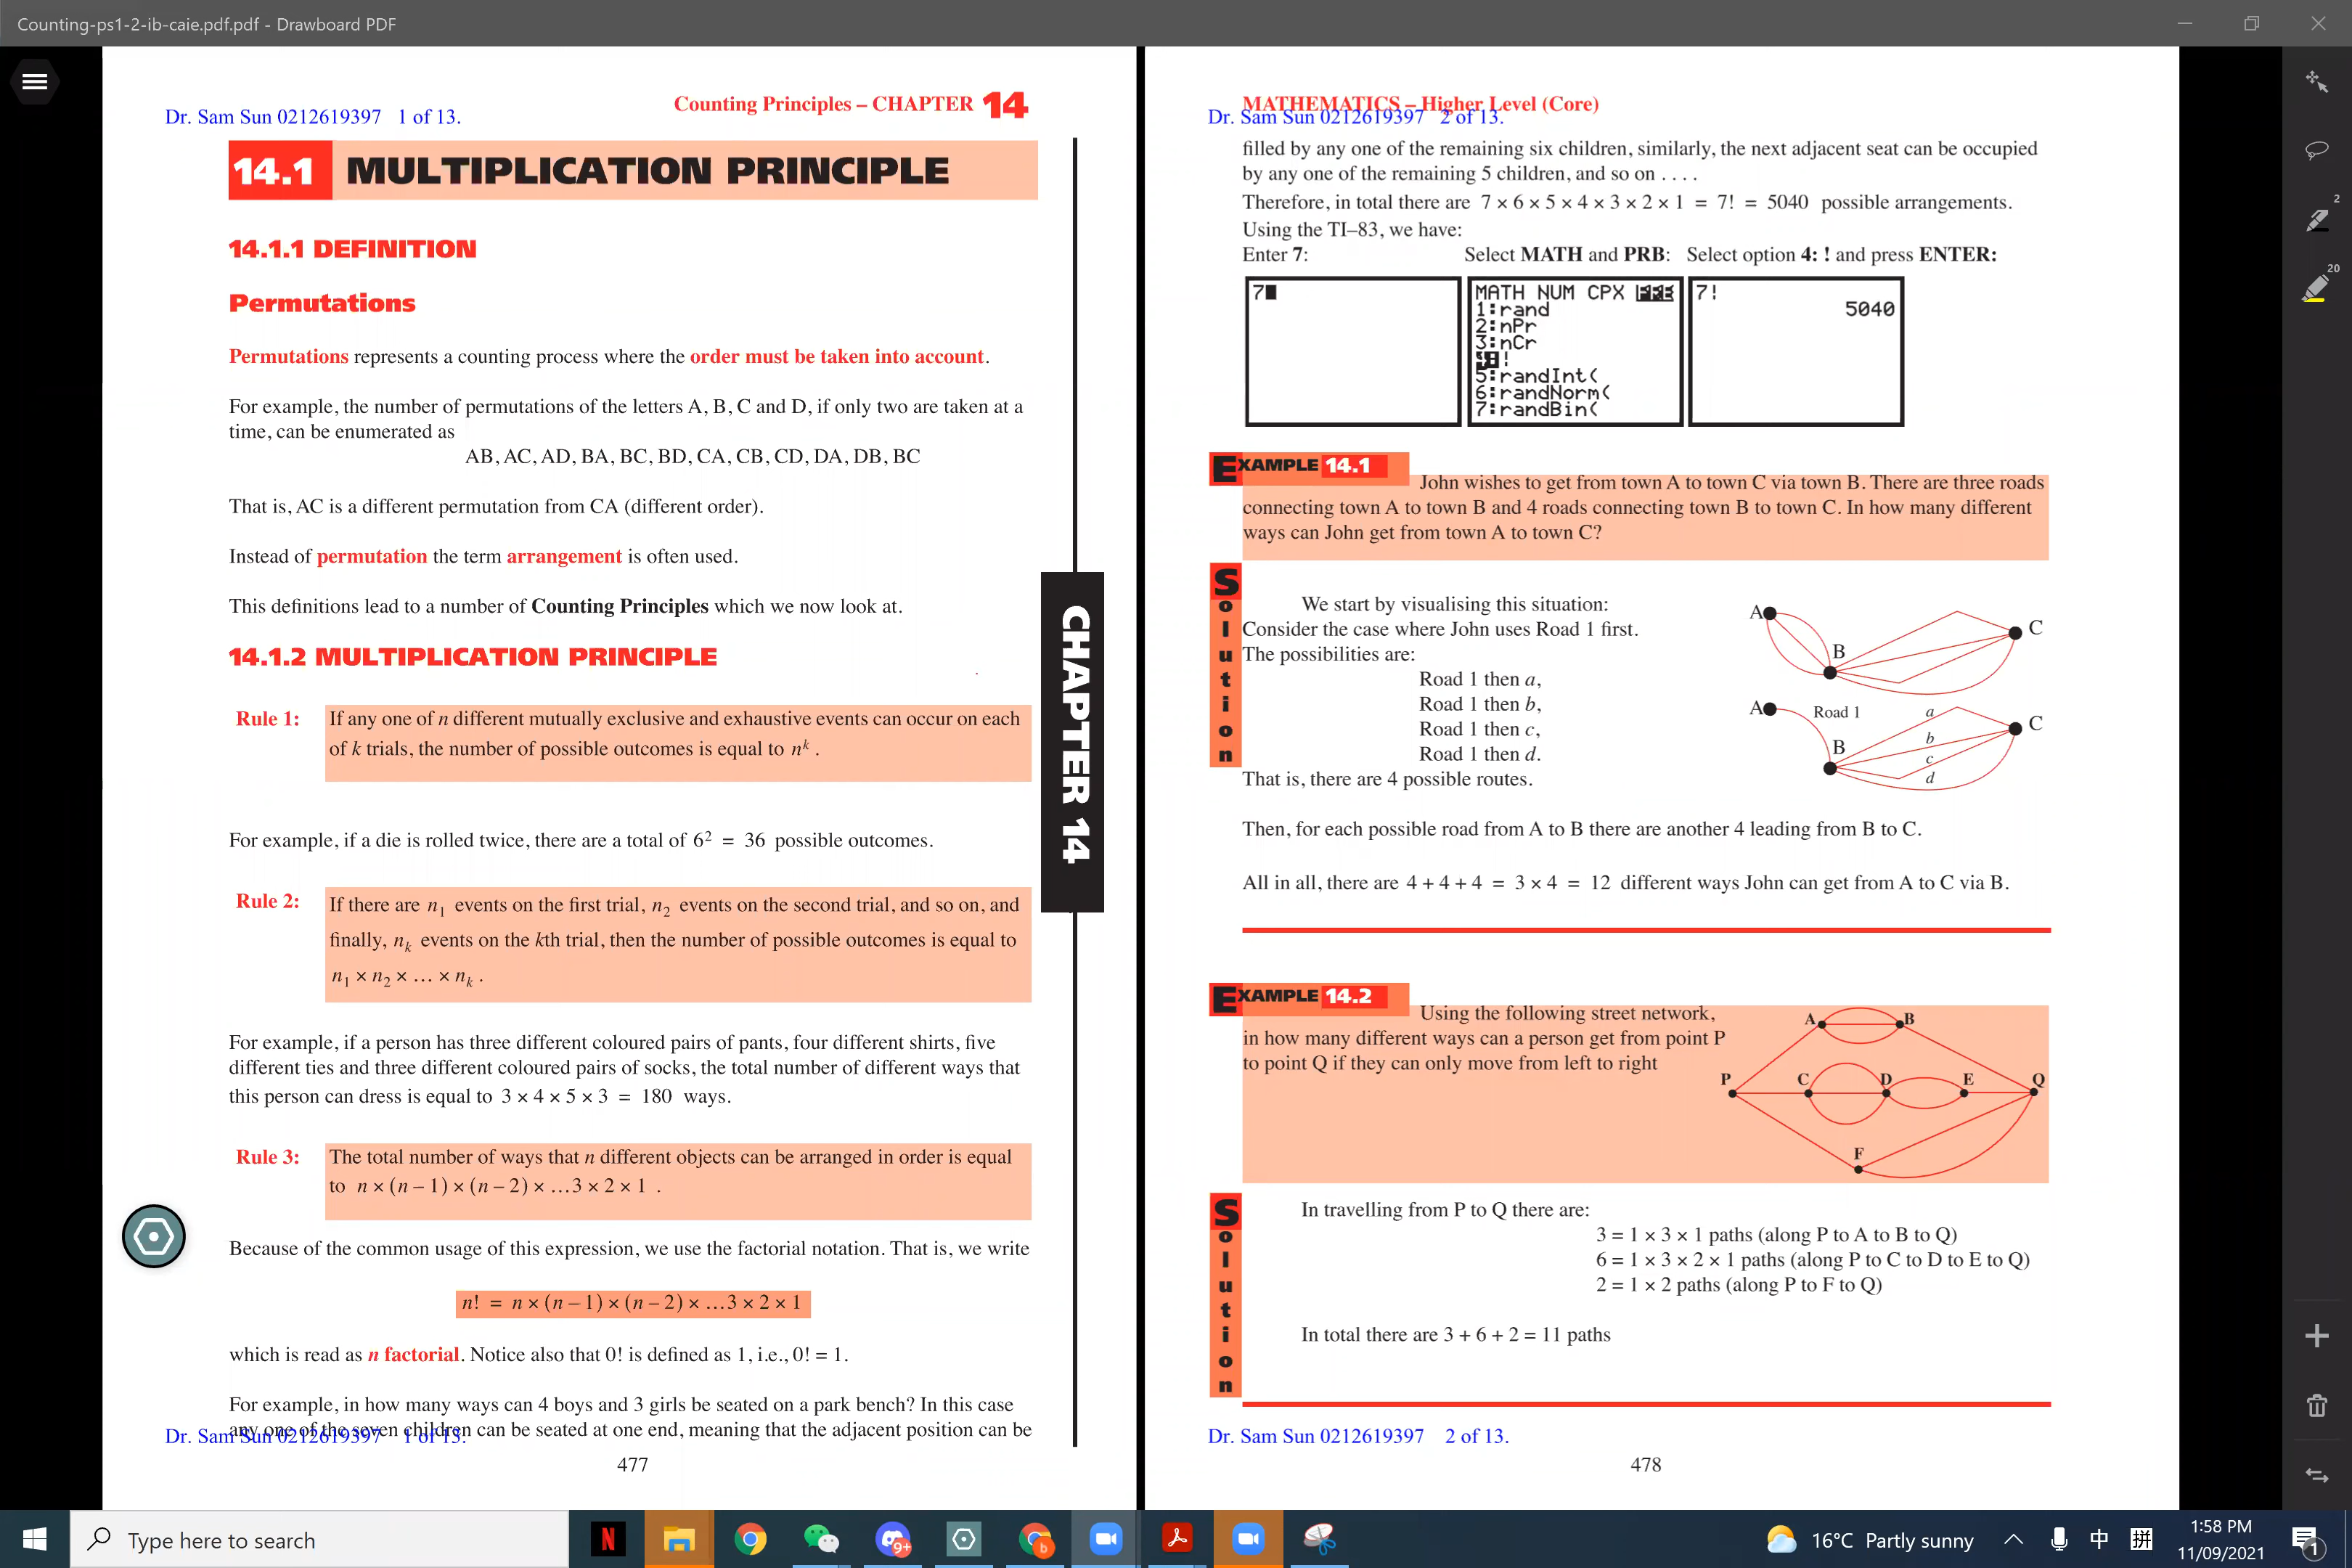 Counting-ps1-2-ib-caie.pdf.pdf - Drawboard PDF
Counting Principles – CHAPTER 14
Dr. Sam Sun 0212619397 1 of 13.
14.1 MULTIPLICATION PRINCIPLE
14.1.1 DEFINITION
Permutations
Permutations represents a counting process where the order must be taken into account.
For example, the number of permutations of the letters A, B, C and D, if only two are taken at a
time, can be enumerated as
AB, AC, AD, BA, BC, BD, CA, CB, CD, DA, DB, BC
That is, AC is a different permutation from CA (different order).
Instead of permutation the term arrangement is often used.
This definitions lead to a number of Counting Principles which we now look at.
14.1.2 MULTIPLICATION PRINCIPLE
Rule 1: If any one of n different mutually exclusive and exhaustive events can occur on each
of k trials, the number of possible outcomes is equal to n^k .
For example, if a die is rolled twice, there are a total of 6² = 36 possible outcomes.
Rule 2: If there are n₁ events on the first trial, n₂ events on the second trial, and so on, and
finally, nₖ events on the kth trial, then the number of possible outcomes is equal to
n₁ × n₂ × … × nₖ .
For example, if a person has three different coloured pairs of pants, four different shirts, five
different ties and three different coloured pairs of socks, the total number of different ways that
this person can dress is equal to 3 × 4 × 5 × 3 = 180 ways.
Rule 3: The total number of ways that n different objects can be arranged in order is equal
to n × (n – 1) × (n – 2) × …3 × 2 × 1 .
Because of the common usage of this expression, we use the factorial notation. That is, we write
n! = n × (n – 1) × (n – 2) × …3 × 2 × 1
which is read as n factorial. Notice also that 0! is defined as 1, i.e., 0! = 1.
For example, in how many ways can 4 boys and 3 girls be seated on a park bench? In this case
any one of the seven children can be seated at one end, meaning that the adjacent position can be
Dr. Sam Sun 0212619397 1 of 13.
477
CHAPTER 14
MATHEMATICS – Higher Level (Core)
Dr. Sam Sun 0212619397 2 of 13.
filled by any one of the remaining six children, similarly, the next adjacent seat can be occupied
by any one of the remaining 5 children, and so on . . . .
Therefore, in total there are 7 × 6 × 5 × 4 × 3 × 2 × 1 = 7! = 5040 possible arrangements.
Using the TI–83, we have:
Enter 7: Select MATH and PRB: Select option 4: ! and press ENTER:
7
MATH NUM CPX
1:rand
2:nPr
3:nCr
!
5:randInt(
6:randNorm(
7:randBin(
7!
5040
EXAMPLE 14.1
John wishes to get from town A to town C via town B. There are three roads
connecting town A to town B and 4 roads connecting town B to town C. In how many different
ways can John get from town A to town C?
Solution
We start by visualising this situation:
Consider the case where John uses Road 1 first.
The possibilities are:
Road 1 then a,
Road 1 then b,
Road 1 then c,
Road 1 then d.
That is, there are 4 possible routes.
A
B
C
A
Road 1
a
b
c
d
B
C
Then, for each possible road from A to B there are another 4 leading from B to C.
All in all, there are 4 + 4 + 4 = 3 × 4 = 12 different ways John can get from A to C via B.
EXAMPLE 14.2
Using the following street network,
in how many different ways can a person get from point P
to point Q if they can only move from left to right
A B
P C D E Q
F
Solution
In travelling from P to Q there are:
3 = 1 × 3 × 1 paths (along P to A to B to Q)
6 = 1 × 3 × 2 × 1 paths (along P to C to D to E to Q)
2 = 1 × 2 paths (along P to F to Q)
In total there are 3 + 6 + 2 = 11 paths
Dr. Sam Sun 0212619397 2 of 13.
478
2
20
Type here to search
N
9+
b
16°C Partly sunny
中
拼
1:58 PM
11/09/2021
1